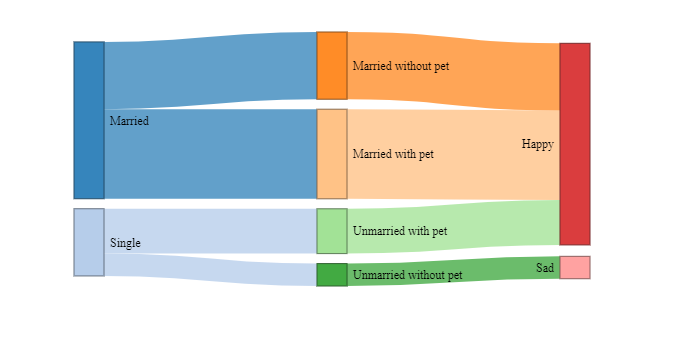 Married without pet
Married
Married with pet
Happy
Unmarried with pet
Single
Unmarried without pet
Sad